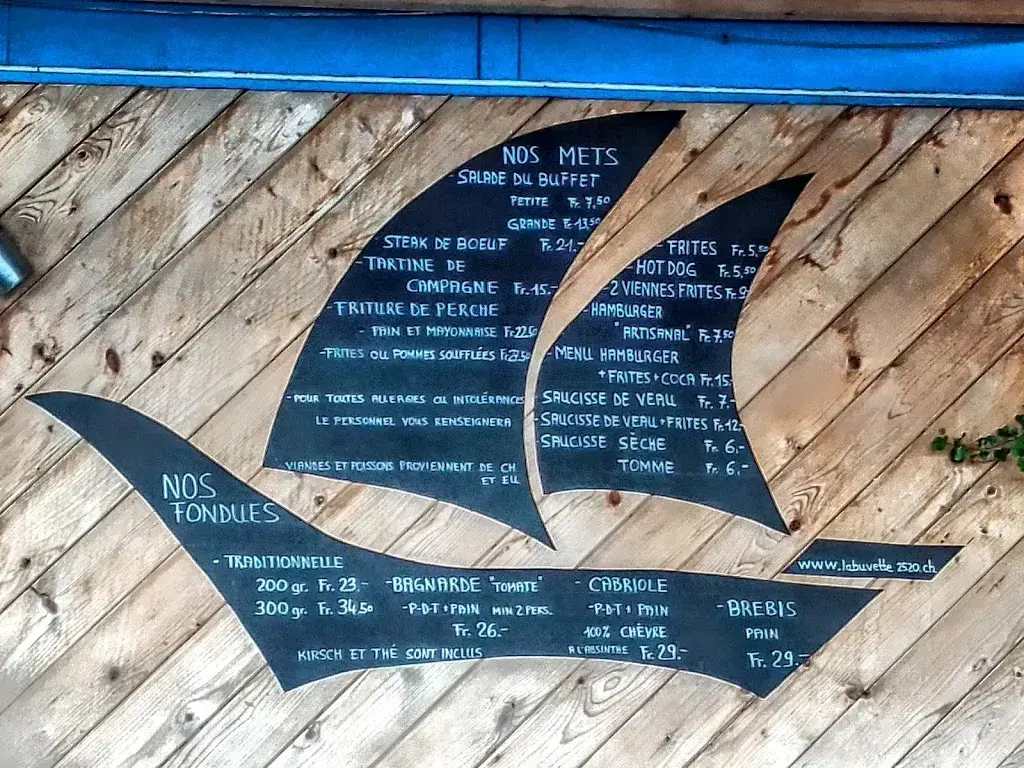 NOS METS
- SALADE DU BUFFET
PETITE Fr. 7,50
GRANDE Fr. 13,50
- STEAK DE BOEUF Fr. 21.-
- TARTINE DE
CAMPAGNE Fr. 15.-
- FRITURE DE PERCHE
- PAIN ET MAYONNAISE Fr. 22,50
- FRITES OU POMMES SOUFFLÉES Fr. 27,50
- POUR TOUTES ALLERGIES OU INTOLÉRANCES
LE PERSONNEL VOUS RENSEIGNERA
VIANDES ET POISSONS PROVIENNENT DE CH
ET EU
- FRITES Fr. 5,50
- HOT DOG Fr. 5,50
- 2 VIENNES FRITES Fr. 9.-
- HAMBURGER
"ARTISANAL" Fr. 7,50
- MENU HAMBURGER
+ FRITES + COCA Fr. 15.-
SAUCISSE DE VEAU Fr. 7.-
- SAUCISSE DE VEAU + FRITES Fr. 12.-
SAUCISSE SÈCHE Fr. 6.-
TOMME Fr. 6.-
NOS
FONDUES
- TRADITIONNELLE
200 gr. Fr. 23.-
300 gr. Fr. 34,50
KIRSCH ET THÉ SONT INCLUS
- BAGNARDE "TOMATE"
- P.D.T + PAIN MIN 2 PERS.
Fr. 26.-
- CABRIOLE
- P.D.T + PAIN
100% CHÈVRE
A L'ABSINTHE Fr. 29.-
- BREBIS
PAIN
Fr. 29.-
www.labuvette2520.ch